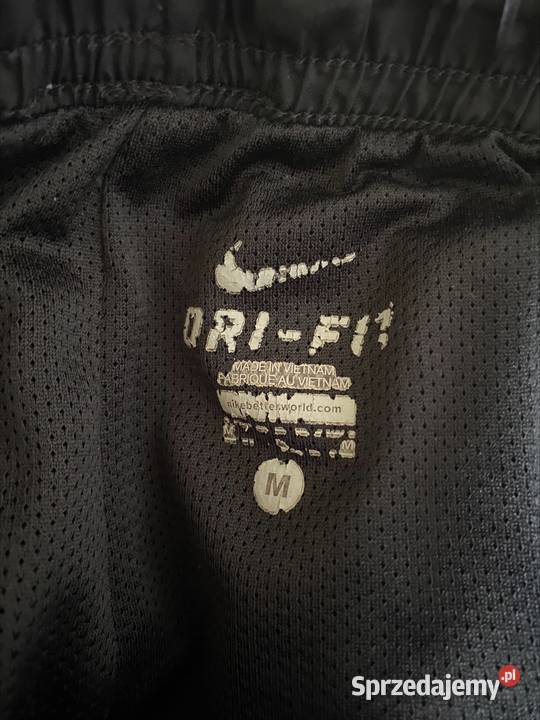 DRI-FIT
MADE IN VIETNAM
FABRIQUE AU VIETNAM
nikebetterworld.com
M
Sprzedajemy.pl